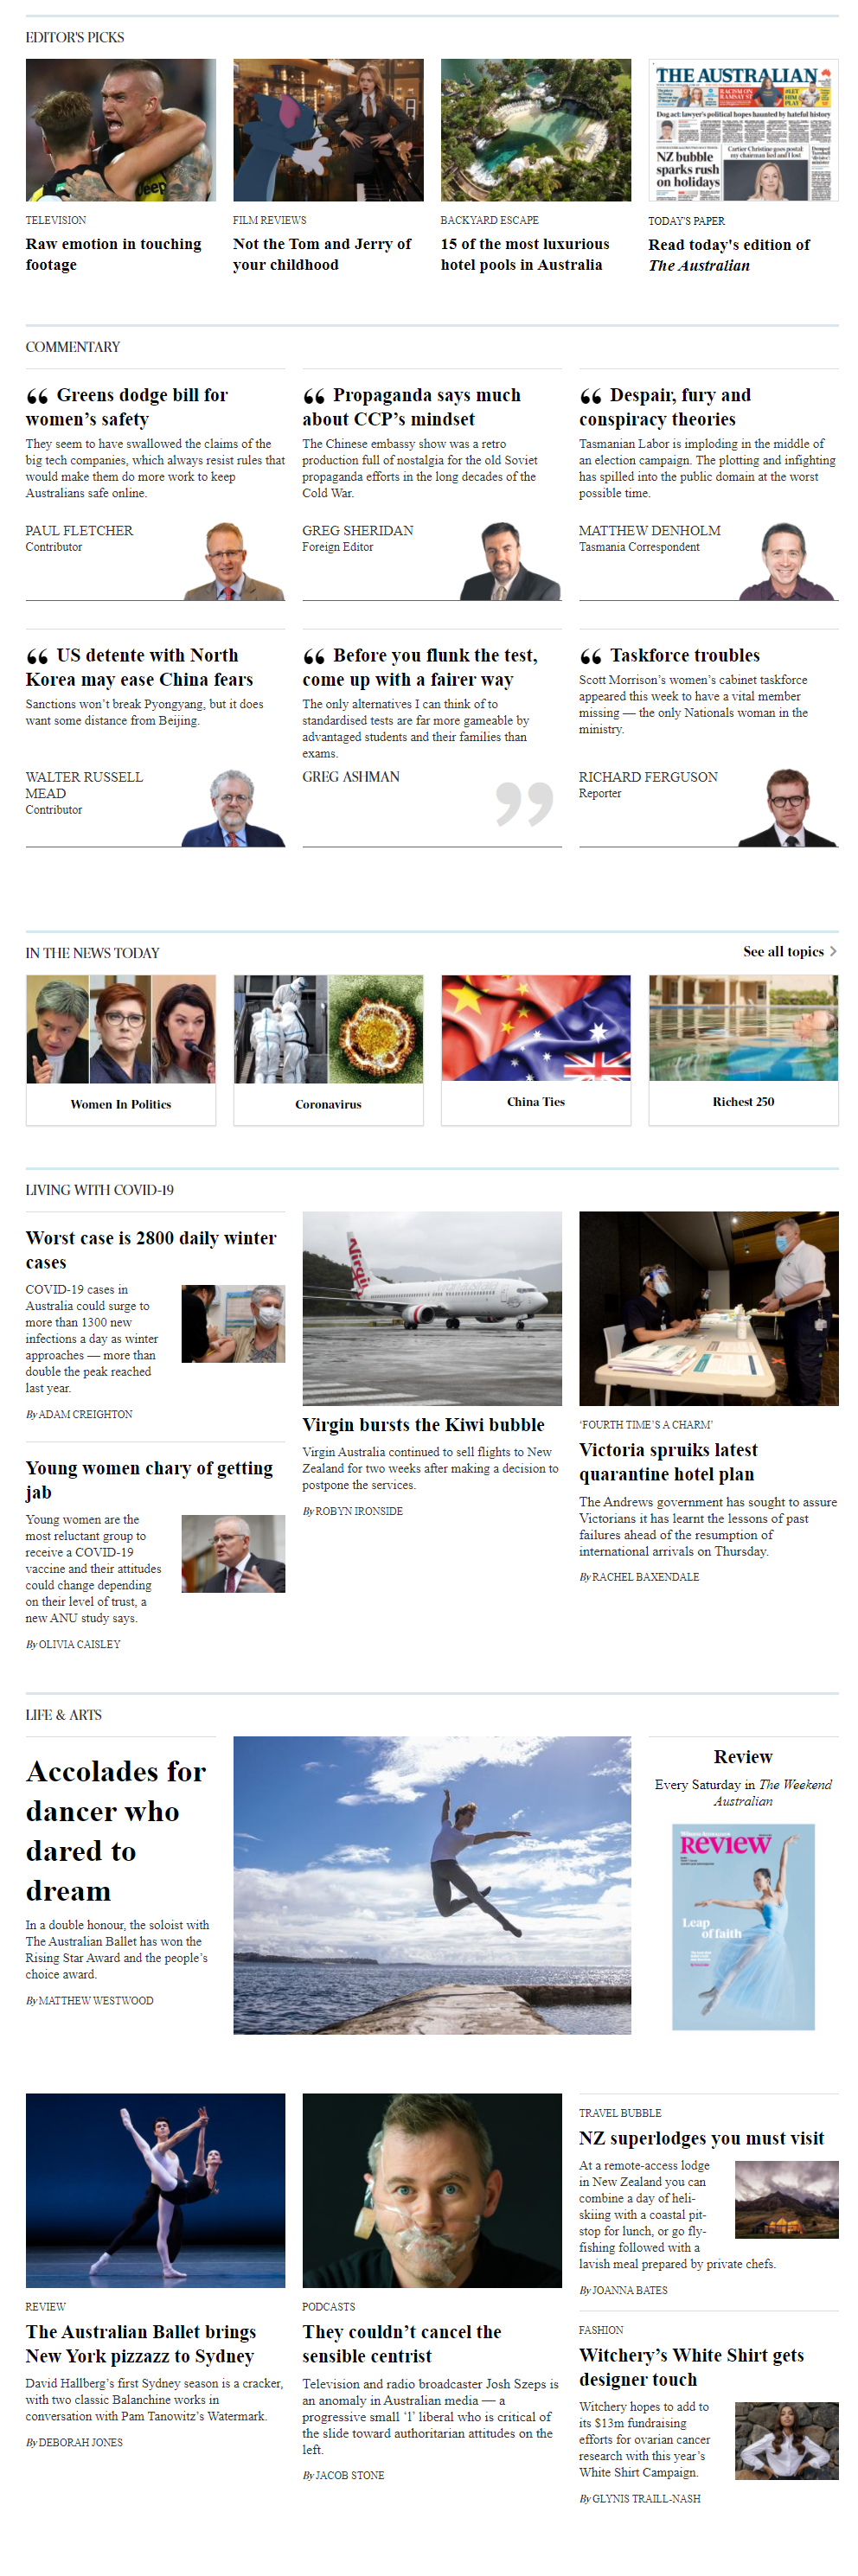 EDITOR'S PICKS
TELEVISION
Raw emotion in touching
footage
FILM REVIEWS
Not the Tom and Jerry of
your childhood
BACKYARD ESCAPE
15 of the most luxurious
hotel pools in Australia
THE AUSTRALIAN
RACISM ON
RAMSAY ST
#LET
HIM
PLAY
Dog act: lawyer's political hopes haunted by hateful history
NZ bubble
sparks rush
on holidays
Cartier Christine goes postal:
my chairman lied and I lost
TODAY'S PAPER
Read today's edition of
The Australian
COMMENTARY
“ Greens dodge bill for
women’s safety
They seem to have swallowed the claims of the
big tech companies, which always resist rules that
would make them do more work to keep
Australians safe online.
PAUL FLETCHER
Contributor
“ Propaganda says much
about CCP’s mindset
The Chinese embassy show was a retro
production full of nostalgia for the old Soviet
propaganda efforts in the long decades of the
Cold War.
GREG SHERIDAN
Foreign Editor
“ Despair, fury and
conspiracy theories
Tasmanian Labor is imploding in the middle of
an election campaign. The plotting and infighting
has spilled into the public domain at the worst
possible time.
MATTHEW DENHOLM
Tasmania Correspondent
“ US detente with North
Korea may ease China fears
Sanctions won’t break Pyongyang, but it does
want some distance from Beijing.
WALTER RUSSELL
MEAD
Contributor
“ Before you flunk the test,
come up with a fairer way
The only alternatives I can think of to
standardised tests are far more gameable by
advantaged students and their families than
exams.
GREG ASHMAN
”
“ Taskforce troubles
Scott Morrison’s women’s cabinet taskforce
appeared this week to have a vital member
missing — the only Nationals woman in the
ministry.
RICHARD FERGUSON
Reporter
IN THE NEWS TODAY
See all topics
Women In Politics
Coronavirus
China Ties
Richest 250
LIVING WITH COVID-19
Worst case is 2800 daily winter
cases
COVID-19 cases in
Australia could surge to
more than 1300 new
infections a day as winter
approaches — more than
double the peak reached
last year.
By ADAM CREIGHTON
Young women chary of getting
jab
Young women are the
most reluctant group to
receive a COVID-19
vaccine and their attitudes
could change depending
on their level of trust, a
new ANU study says.
By OLIVIA CAISLEY
Virgin
Virgin bursts the Kiwi bubble
Virgin Australia continued to sell flights to New
Zealand for two weeks after making a decision to
postpone the services.
By ROBYN IRONSIDE
‘FOURTH TIME’S A CHARM’
Victoria spruiks latest
quarantine hotel plan
The Andrews government has sought to assure
Victorians it has learnt the lessons of past
failures ahead of the resumption of
international arrivals on Thursday.
By RACHEL BAXENDALE
LIFE & ARTS
Accolades for
dancer who
dared to
dream
In a double honour, the soloist with
The Australian Ballet has won the
Rising Star Award and the people’s
choice award.
By MATTHEW WESTWOOD
Review
Every Saturday in The Weekend
Australian
Review
Leap
of faith
REVIEW
The Australian Ballet brings
New York pizzazz to Sydney
David Hallberg’s first Sydney season is a cracker,
with two classic Balanchine works in
conversation with Pam Tanowitz’s Watermark.
By DEBORAH JONES
PODCASTS
They couldn’t cancel the
sensible centrist
Television and radio broadcaster Josh Szeps is
an anomaly in Australian media — a
progressive small ‘l’ liberal who is critical of
the slide toward authoritarian attitudes on the
left.
By JACOB STONE
TRAVEL BUBBLE
NZ superlodges you must visit
At a remote-access lodge
in New Zealand you can
combine a day of heli-
skiing with a coastal pit-
stop for lunch, or go fly-
fishing followed with a
lavish meal prepared by private chefs.
By JOANNA BATES
FASHION
Witchery’s White Shirt gets
designer touch
Witchery hopes to add to
its $13m fundraising
efforts for ovarian cancer
research with this year’s
White Shirt Campaign.
By GLYNIS TRAILL-NASH